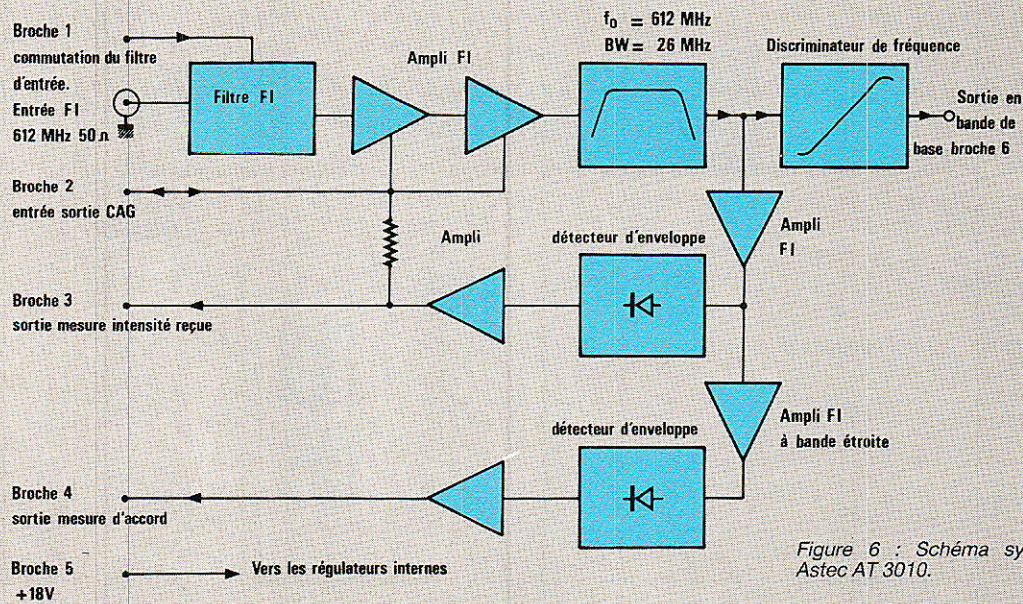 Broche 1
commutation du filtre
d'entrée.
Entrée FI
612 MHz 50 Ω
Filtre FI
Ampli FI
f₀ = 612 MHz
BW = 26 MHz
Discriminateur de fréquence
Sortie en
bande de
base broche 6
Broche 2
entrée sortie CAG
Ampli
FI
Ampli
détecteur d'enveloppe
Broche 3
sortie mesure intensité reçue
Ampli FI
à bande étroite
détecteur d'enveloppe
Broche 4
sortie mesure d'accord
Broche 5
+18V
Vers les régulateurs internes
Figure 6 : Schéma sy
Astec AT 3010.